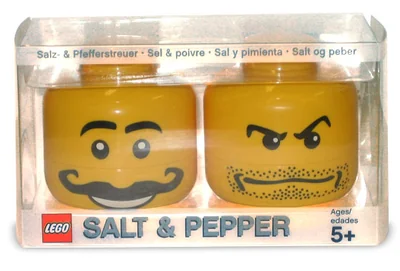 Salz- & Pfefferstreuer · Sel & poivre · Sal y pimienta · Salt og peber
LEGO SALT & PEPPER
Ages/
edades
5+